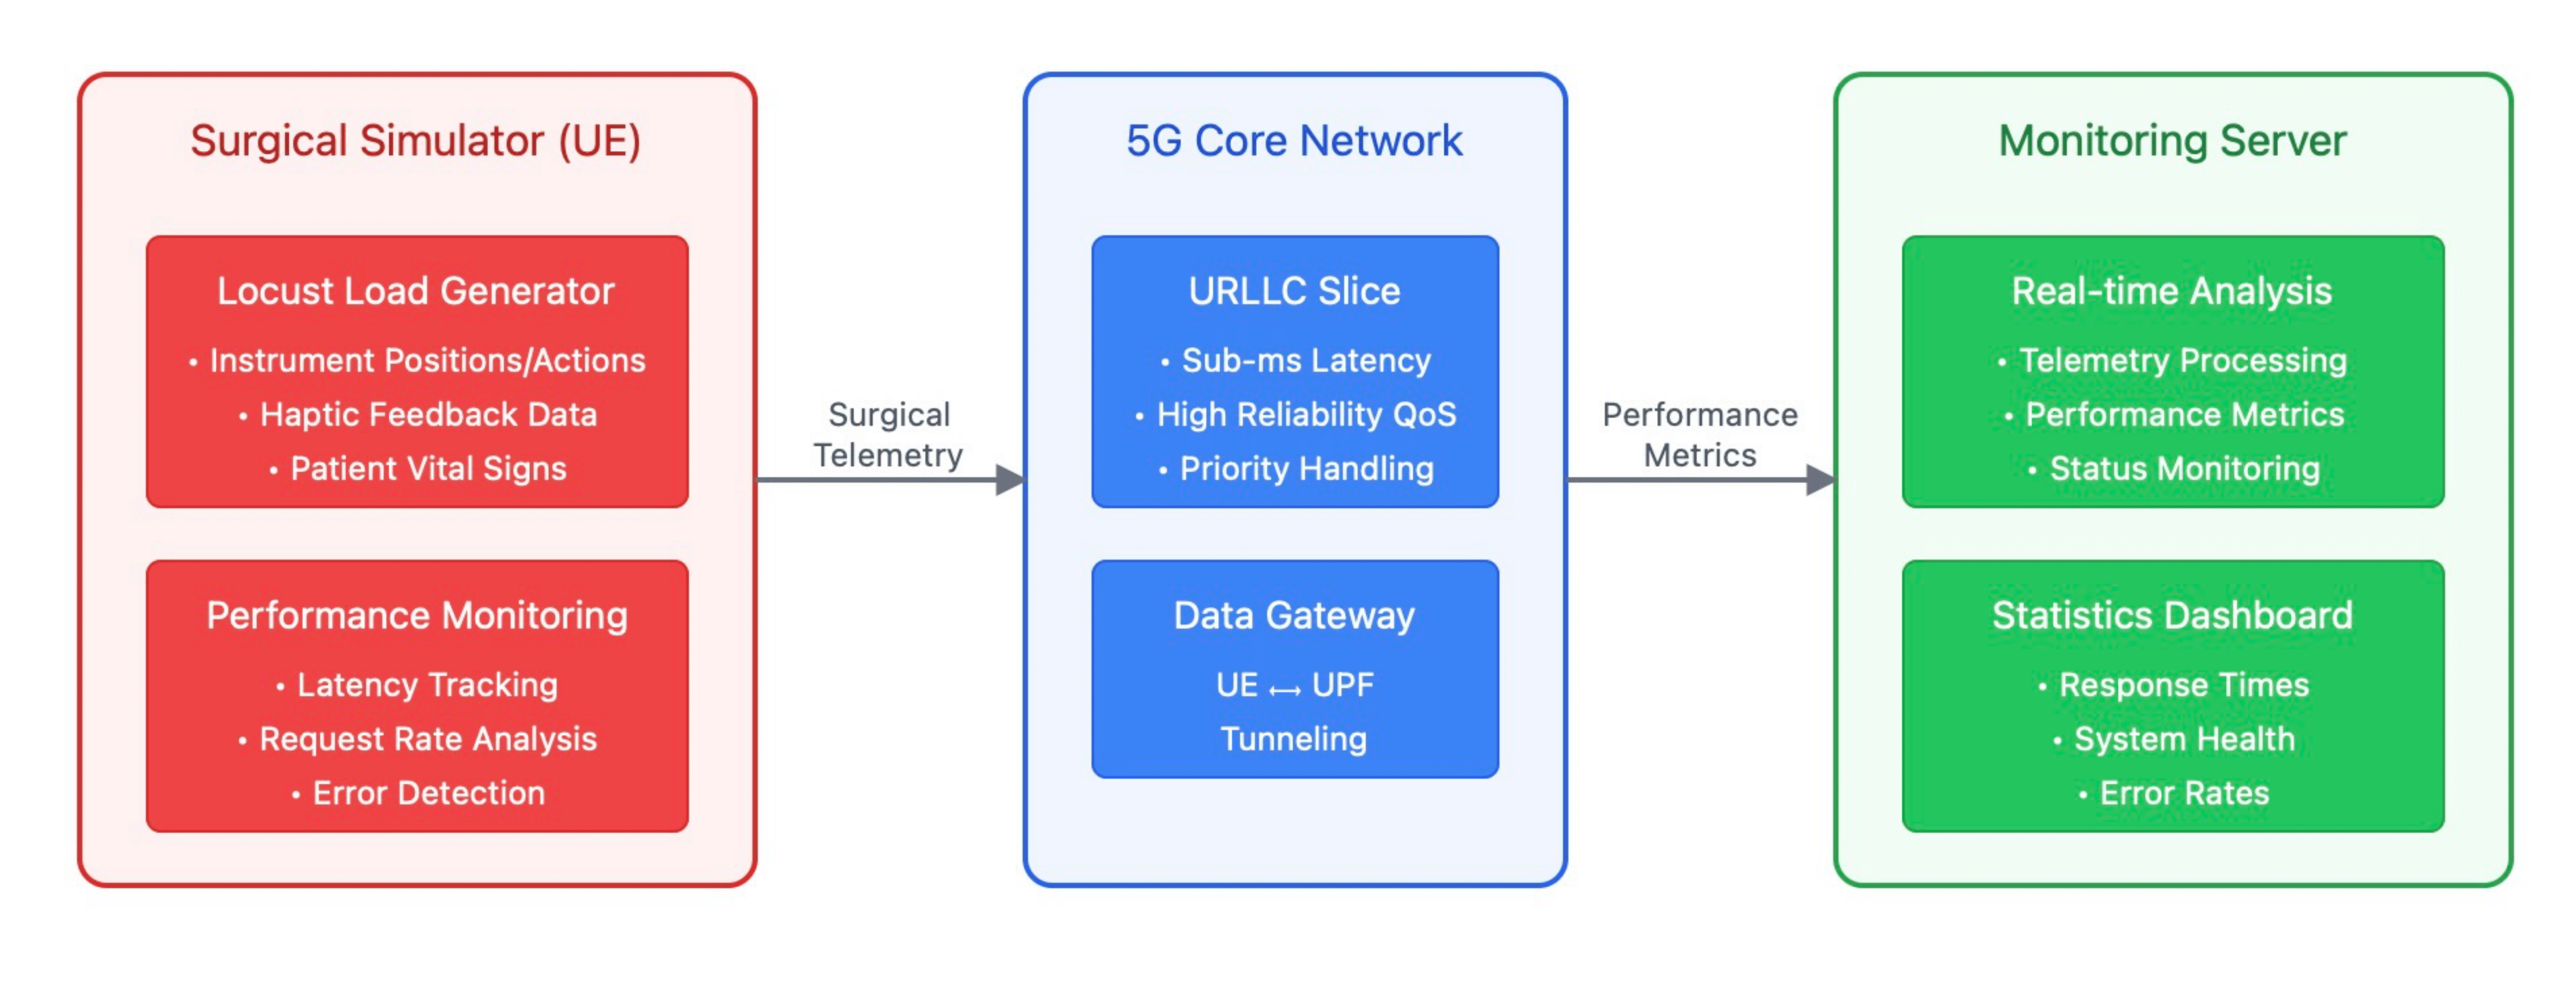 Surgical Simulator (UE)
Locust Load Generator
• Instrument Positions/Actions
• Haptic Feedback Data
• Patient Vital Signs
Performance Monitoring
• Latency Tracking
• Request Rate Analysis
• Error Detection
Surgical
Telemetry
5G Core Network
URLLC Slice
• Sub-ms Latency
• High Reliability QoS
• Priority Handling
Data Gateway
UE ↔ UPF
Tunneling
Performance
Metrics
Monitoring Server
Real-time Analysis
• Telemetry Processing
• Performance Metrics
• Status Monitoring
Statistics Dashboard
• Response Times
• System Health
• Error Rates